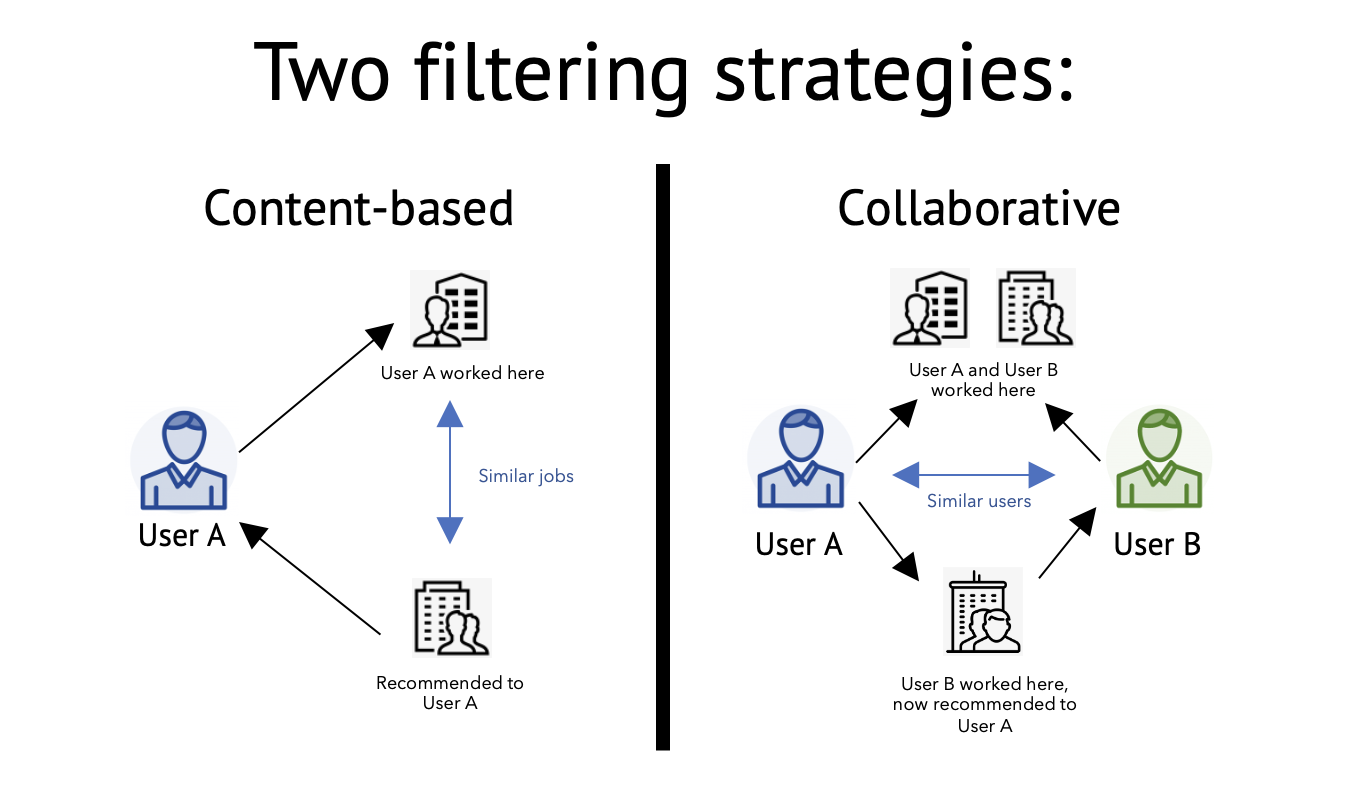 Two filtering strategies:
Content-based
User A worked here
Similar jobs
User A
Recommended to
User A
Collaborative
User A and User B
worked here
Similar users
User A
User B
User B worked here,
now recommended to
User A